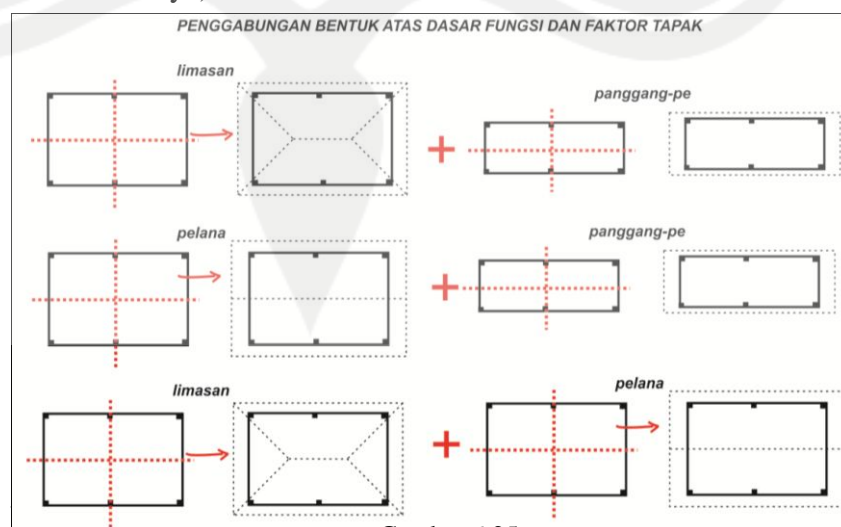 PENGGABUNGAN BENTUK ATAS DASAR FUNGSI DAN FAKTOR TAPAK
limasan
panggang-pe
+
pelana
panggang-pe
+
limasan
pelana
+